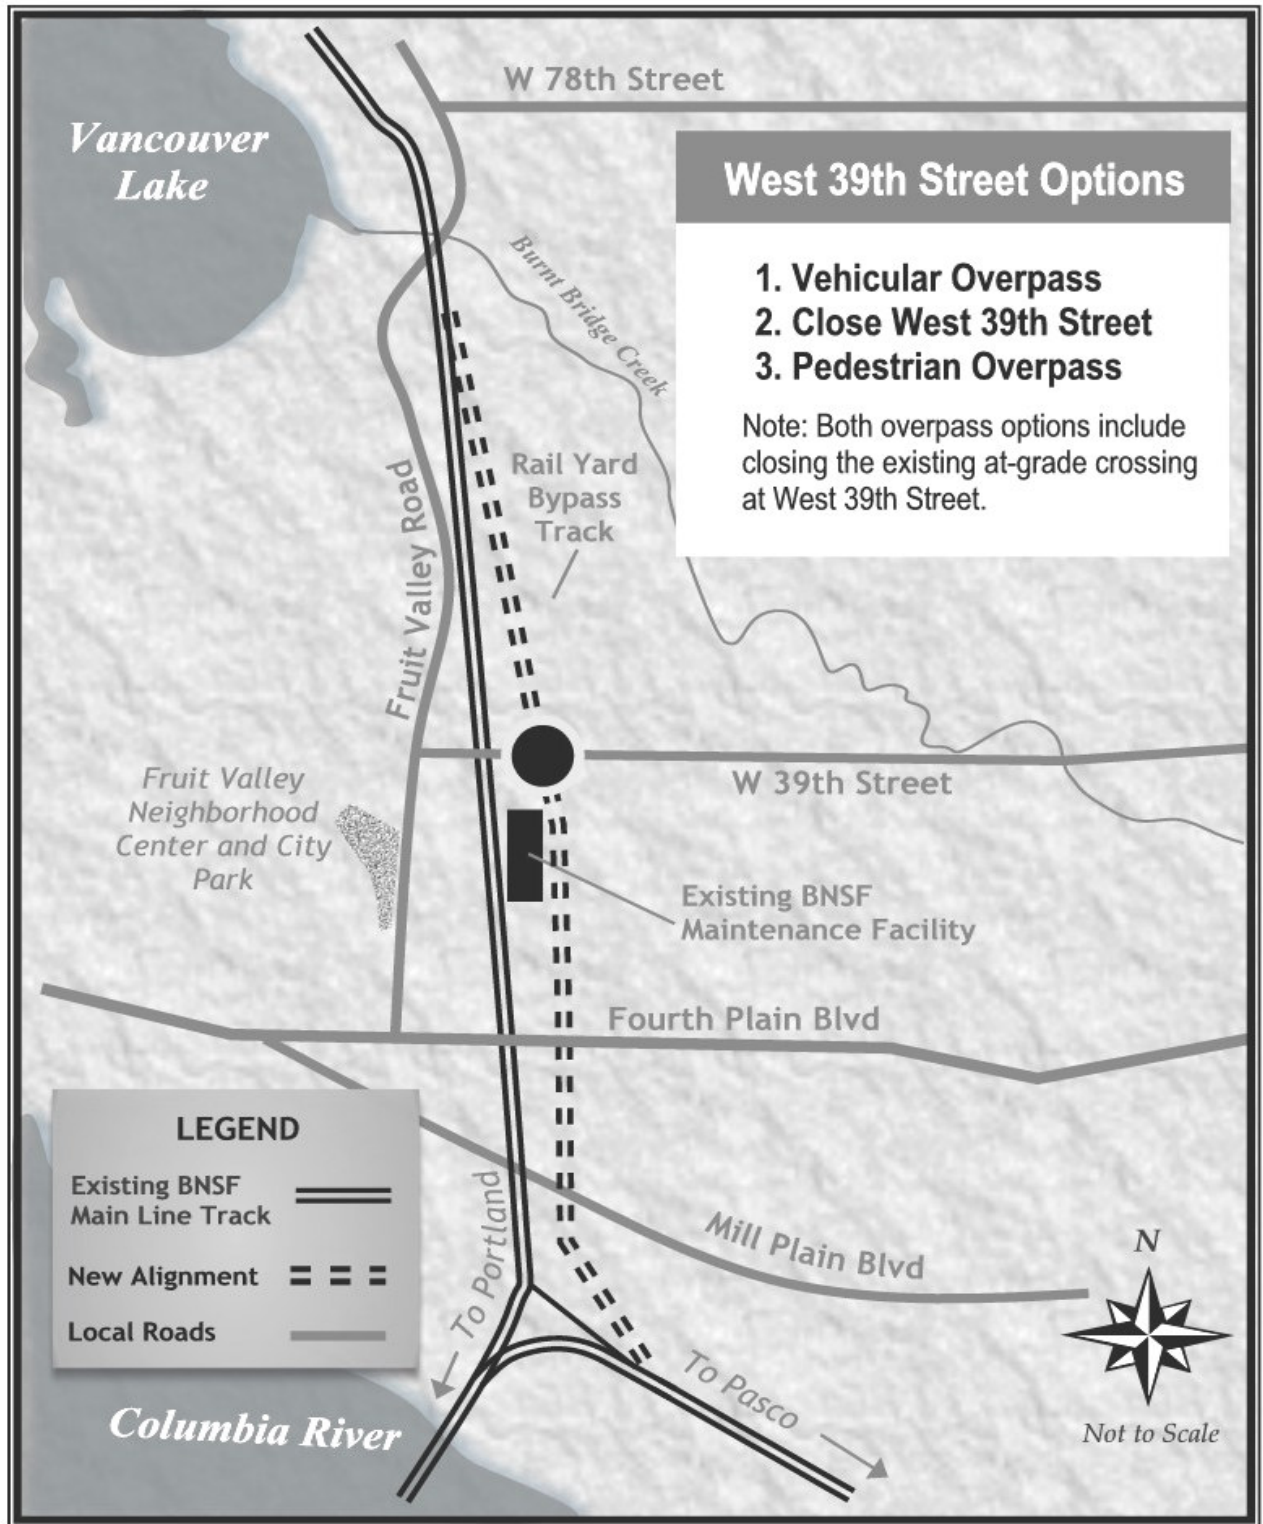 W 78th Street
Vancouver
Lake
West 39th Street Options
1. Vehicular Overpass
2. Close West 39th Street
3. Pedestrian Overpass
Note: Both overpass options include
closing the existing at-grade crossing
at West 39th Street.
Burnt Bridge Creek
Rail Yard
Bypass
Track
Fruit Valley Road
W 39th Street
Fruit Valley
Neighborhood
Center and City
Park
Existing BNSF
Maintenance Facility
Fourth Plain Blvd
LEGEND
Existing BNSF
Main Line Track
New Alignment
Local Roads
To Portland
Mill Plain Blvd
To Pasco
N
Not to Scale
Columbia River